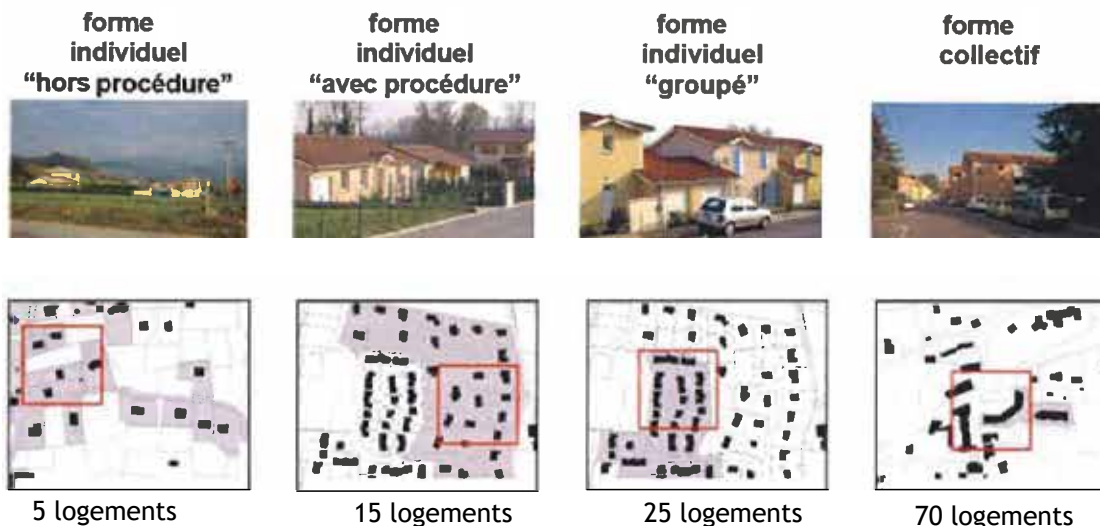 forme
individuel
“hors procédure”
forme
individuel
“avec procédure”
forme
individuel
“groupé”
forme
collectif
5 logements
15 logements
25 logements
70 logements